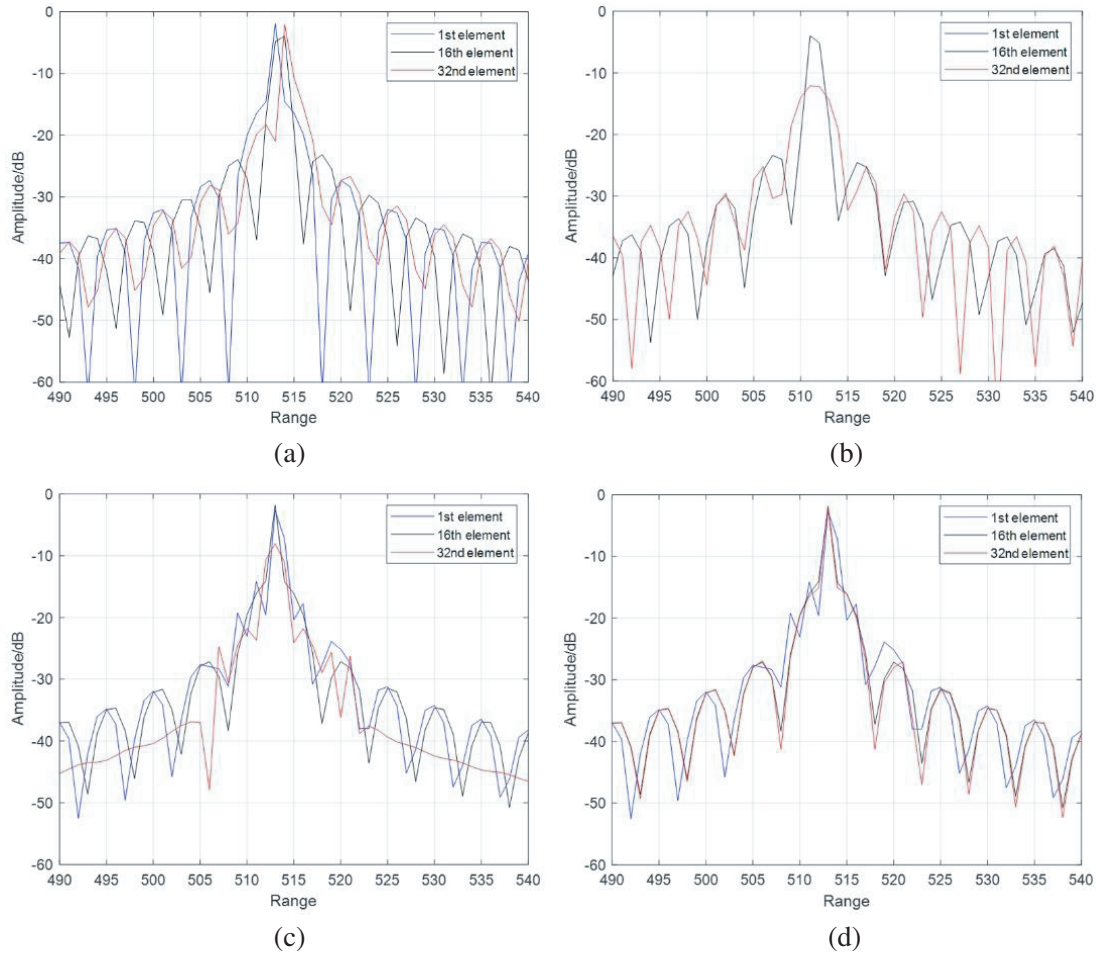 0
-10
-20
-30
-40
-50
-60
Amplitude/dB
490 495 500 505 510 515 520 525 530 535 540
Range
1st element
16th element
32nd element
(a)
0
-10
-20
-30
-40
-50
-60
Amplitude/dB
490 495 500 505 510 515 520 525 530 535 540
Range
1st element
16th element
32nd element
(b)
0
-10
-20
-30
-40
-50
-60
Amplitude/dB
490 495 500 505 510 515 520 525 530 535 540
Range
1st element
16th element
32nd element
(c)
0
-10
-20
-30
-40
-50
-60
Amplitude/dB
490 495 500 505 510 515 520 525 530 535 540
Range
1st element
16th element
32nd element
(d)